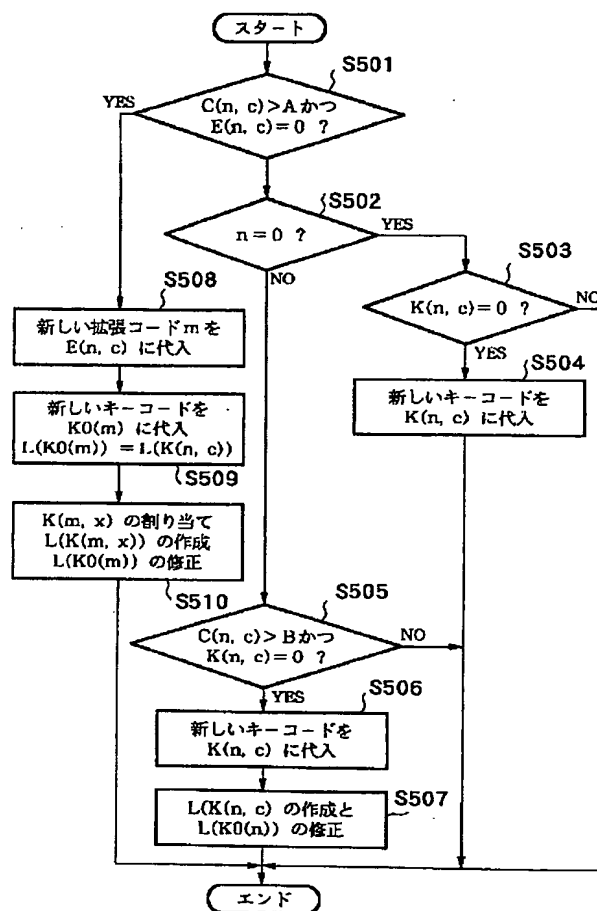 スタート
S501
YES
C(n, c)>Aかつ
E(n, c)=0 ?
S502
n=0 ?
YES
NO
S503
K(n, c)=0 ?
NO
YES
S508
新しい拡張コードmを
E(n, c) に代入
S504
新しいキーコードを
K(n, c) に代入
新しいキーコードを
K0(m) に代入
L(K0(m)) = L(K(n, c))
S509
K(m, x) の割り当て
L(K(m, x)) の作成
L(K0(m)) の修正
S510
S505
C(n, c)>Bかつ
K(n, c)=0 ?
NO
YES
S506
新しいキーコードを
K(n, c) に代入
S507
L(K(n, c) の作成と
L(K0(n)) の修正
エンド